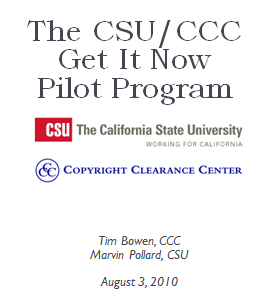 The CSU/CCC
Get It Now
Pilot Program
CSU The California State University
WORKING FOR CALIFORNIA
CCC COPYRIGHT CLEARANCE CENTER
Tim Bowen, CCC
Marvin Pollard, CSU
August 3, 2010